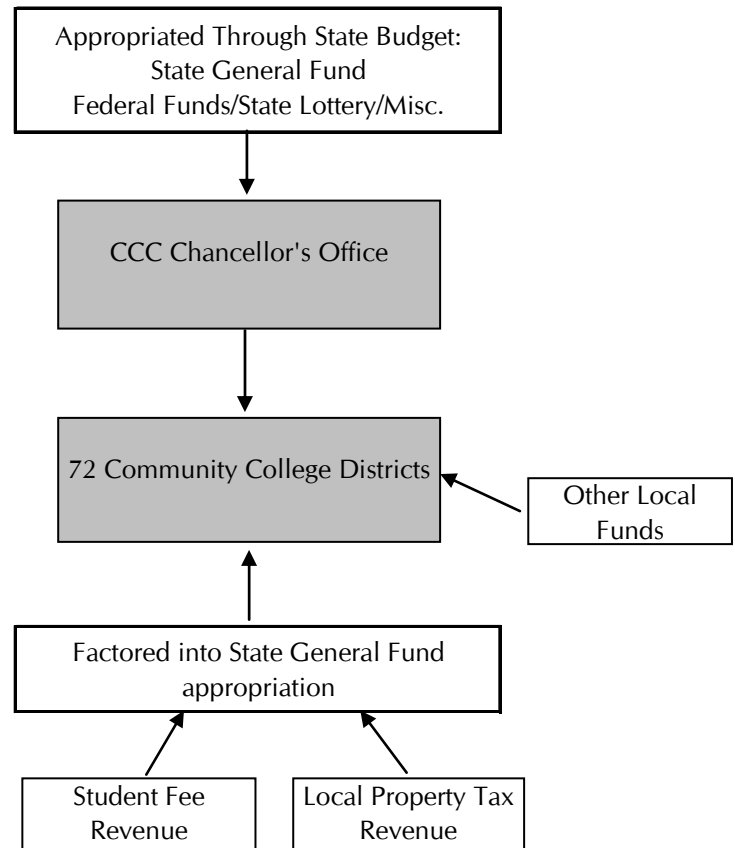 Appropriated Through State Budget:
State General Fund
Federal Funds/State Lottery/Misc.
CCC Chancellor's Office
72 Community College Districts
Other Local
Funds
Factored into State General Fund
appropriation
Student Fee
Revenue
Local Property Tax
Revenue